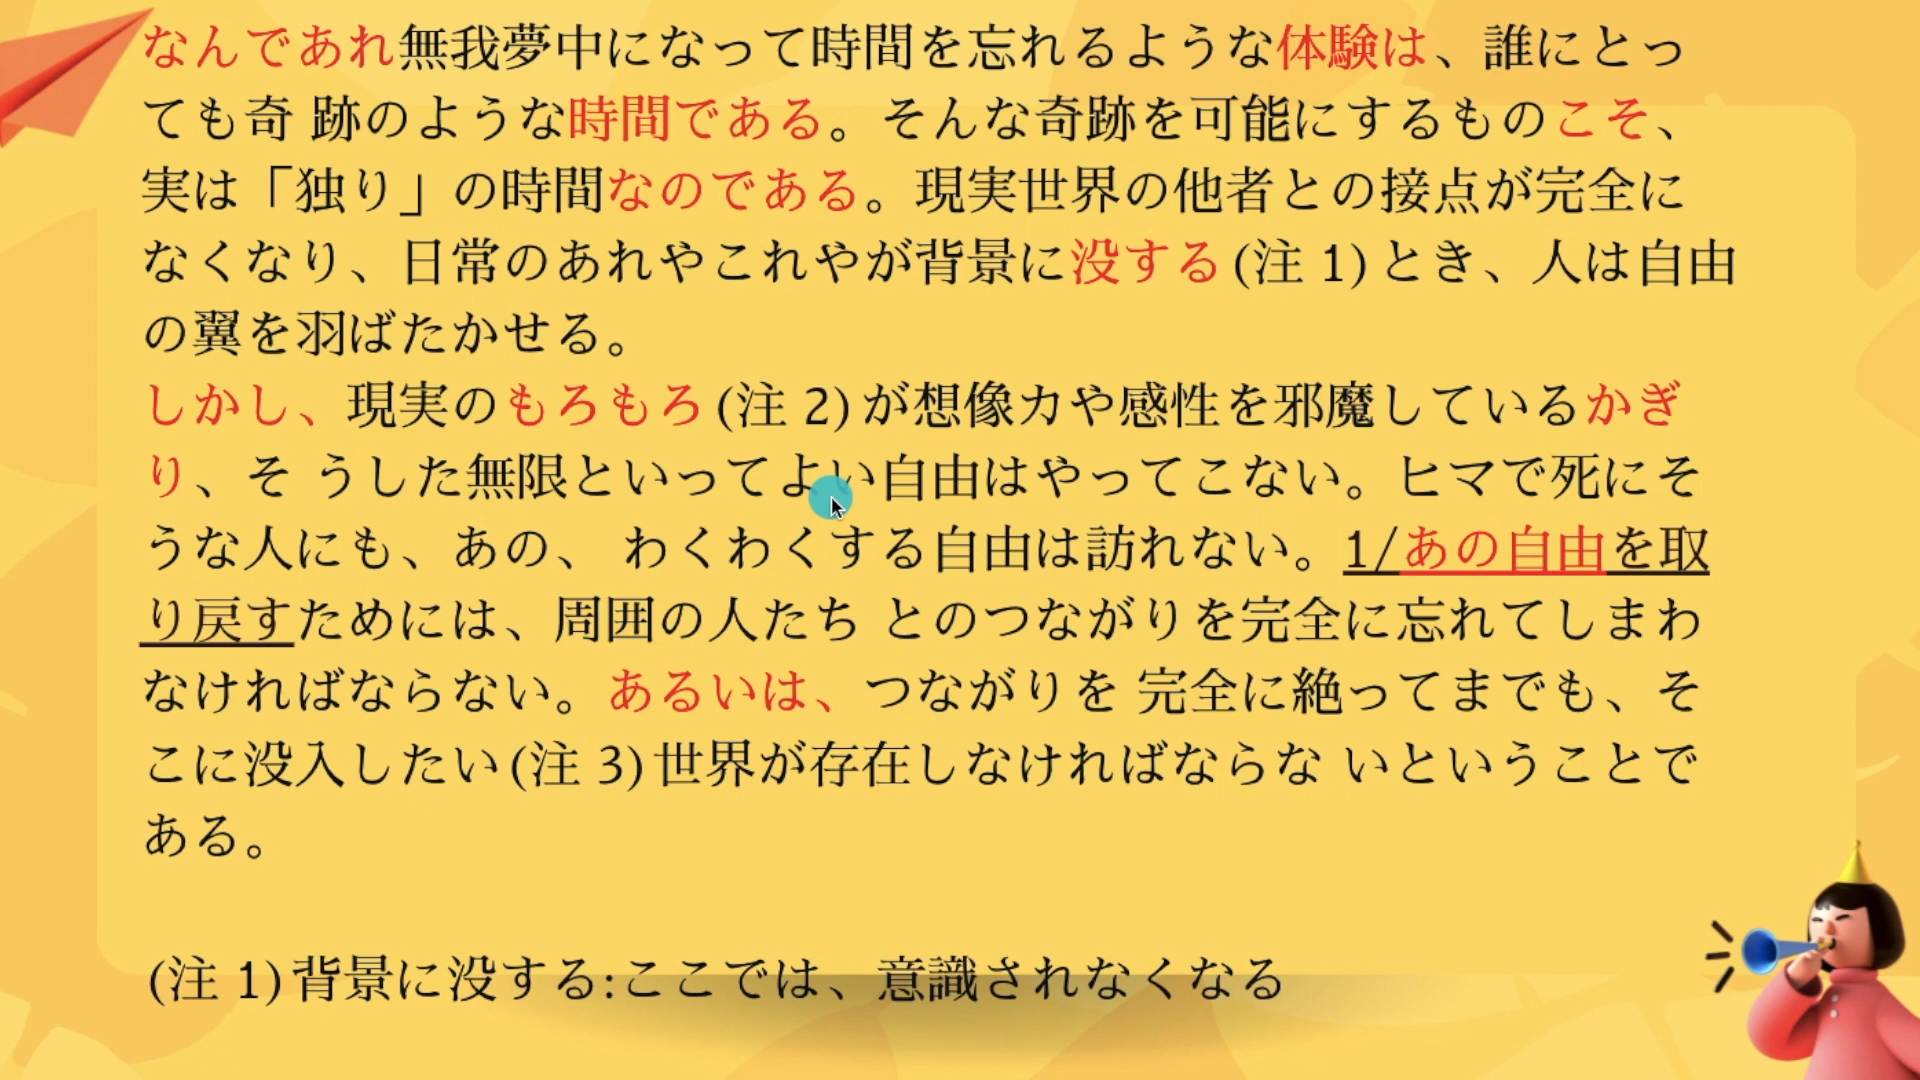 なんであれ無我夢中になって時間を忘れるような体験は、誰にとっ
ても奇 跡のような時間である。そんな奇跡を可能にするものこそ、
実は「独り」の時間なのである。現実世界の他者との接点が完全に
なくなり、日常のあれやこれやが背景に没する(注 1)とき、人は自由
の翼を羽ばたかせる。
しかし、現実のもろもろ(注 2)が想像力や感性を邪魔しているかぎ
り、そ うした無限といってよい自由はやってこない。ヒマで死にそ
うな人にも、あの、 わくわくする自由は訪れない。1/あの自由を取
り戻すためには、周囲の人たち とのつながりを完全に忘れてしまわ
なければならない。あるいは、つながりを 完全に絶ってまでも、そ
こに没入したい(注 3)世界が存在しなければならな いということで
ある。
(注 1)背景に没する:ここでは、意識されなくなる